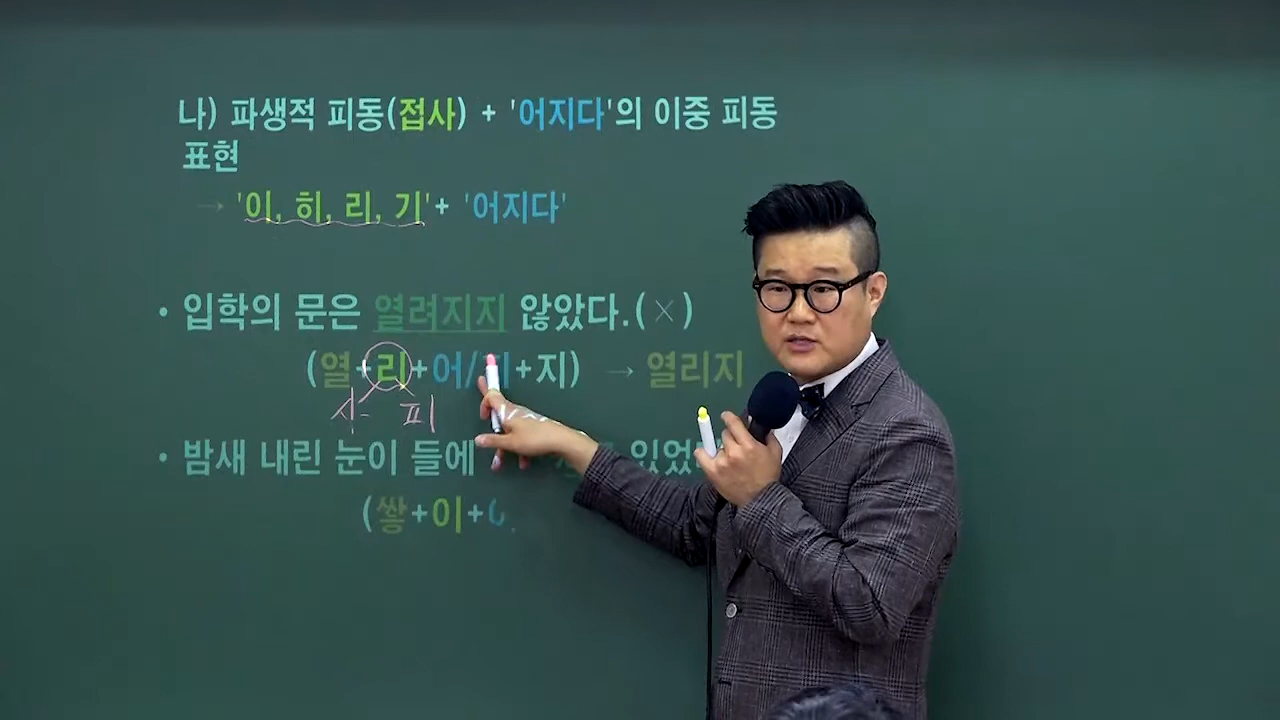 나) 파생적 피동(접사) + '어지다'의 이중 피동
표현
→ '이, 히, 리, 기'+ '어지다'
• 입학의 문은 열려지지 않았다.(×)
(열+리+어/지+지) → 열리지
사 피
• 밤새 내린 눈이 들에 있었
(쌓+이+